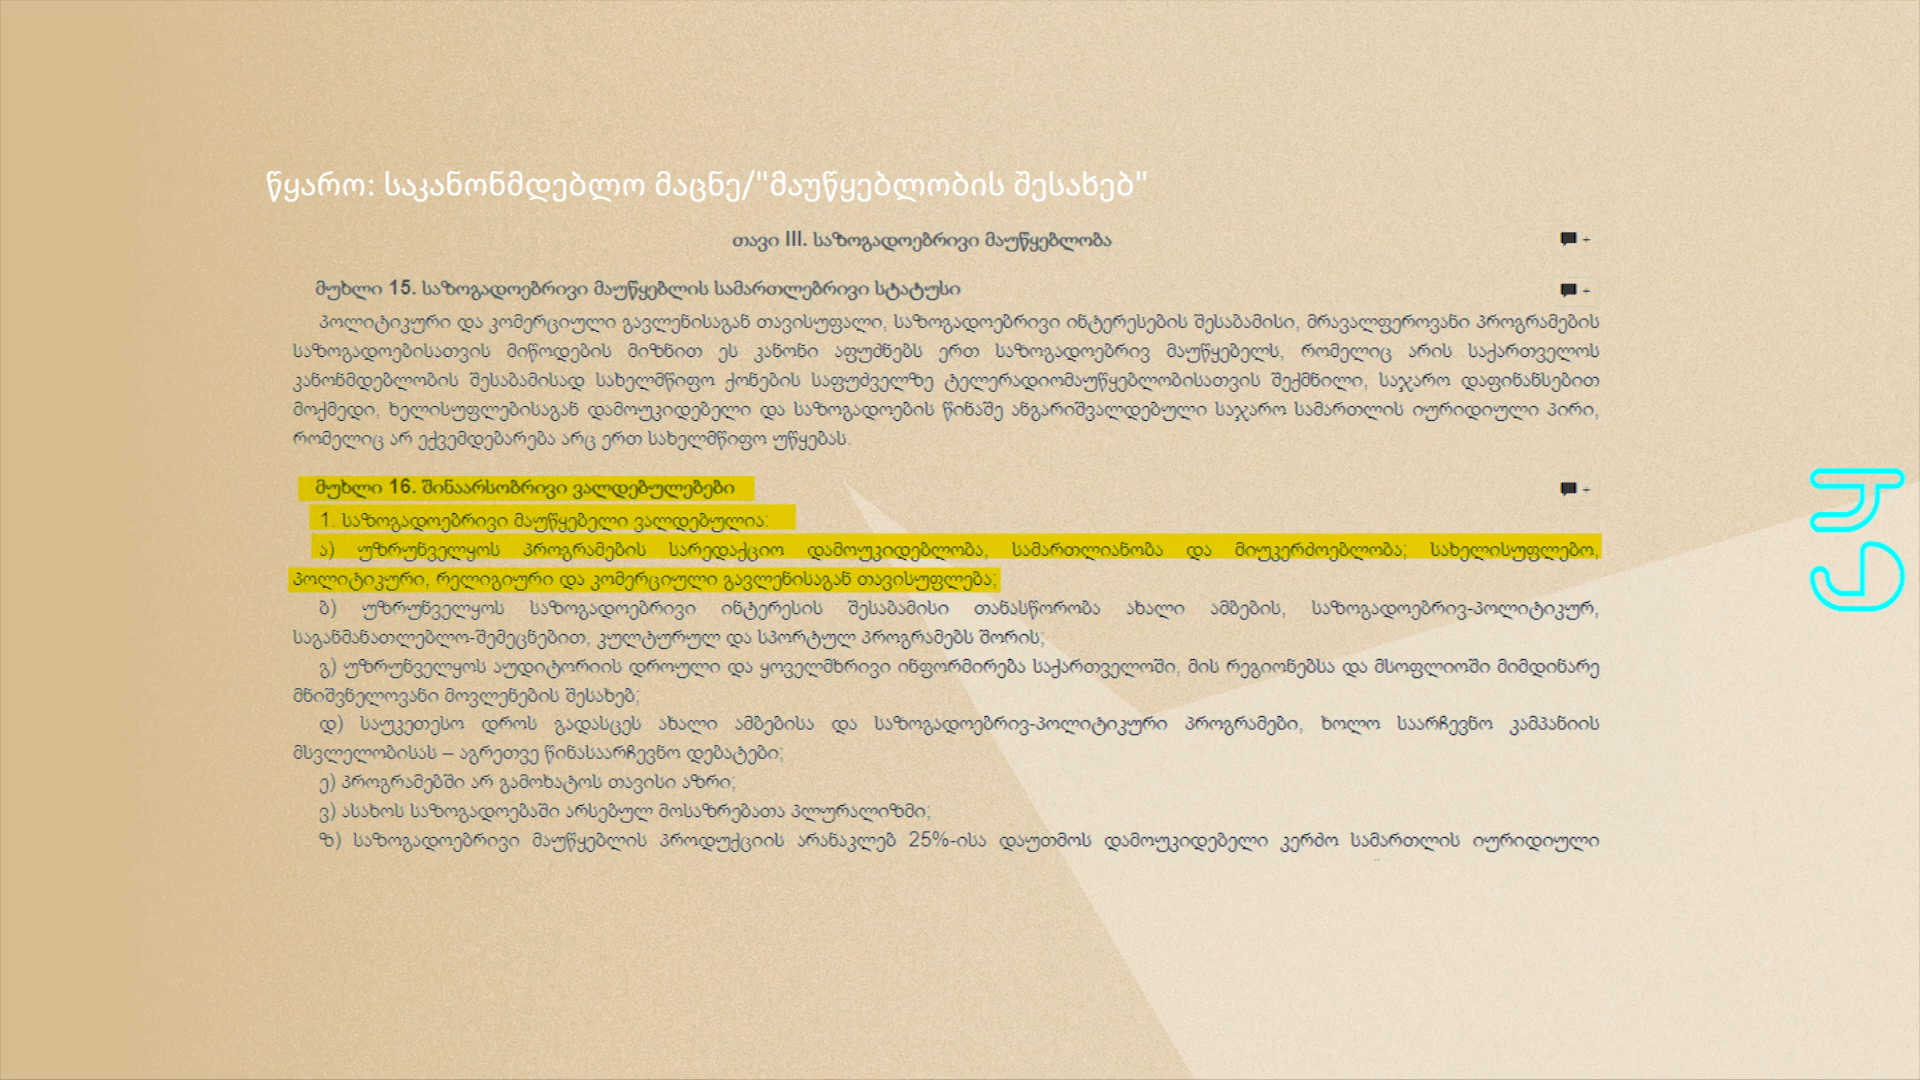 წყარო: საკანონმდებლო მაცნე/"მაუწყებლობის შესახებ"
თავი III. საზოგადოებრივი მაუწყებლობა
მუხლი 15. საზოგადოებრივი მაუწყებლის სამართლებრივი სტატუსი
პოლიტიკური და კომერციული გავლენისაგან თავისუფალი, საზოგადოებრივი ინტერესების შესაბამისი, მრავალფეროვანი პროგრამების
საზოგადოებისათვის მიწოდების მიზნით ეს კანონი აფუძნებს ერთ საზოგადოებრივ მაუწყებელს, რომელიც არის საქართველოს
კანონმდებლობის შესაბამისად სახელმწიფო ქონების საფუძველზე ტელერადიომაუწყებლობისათვის შექმნილი, საჯარო დაფინანსებით
მოქმედი, ხელისუფლებისაგან დამოუკიდებელი და საზოგადოების წინაშე ანგარიშვალდებული საჯარო სამართლის იურიდიული პირი,
რომელიც არ ექვემდებარება არც ერთ სახელმწიფო უწყებას.
მუხლი 16. შინაარსობრივი ვალდებულებები
1. საზოგადოებრივი მაუწყებელი ვალდებულია:
ა) უზრუნველყოს პროგრამების სარედაქციო დამოუკიდებლობა, სამართლიანობა და მიუკერძოებლობა; სახელისუფლებო,
პოლიტიკური, რელიგიური და კომერციული გავლენისაგან თავისუფლება;
ბ) უზრუნველყოს საზოგადოებრივი ინტერესის შესაბამისი თანასწორობა ახალი ამბების, საზოგადოებრივ-პოლიტიკურ,
საგანმანათლებლო-შემეცნებით, კულტურულ და სპორტულ პროგრამებს შორის;
გ) უზრუნველყოს აუდიტორიის დროული და ყოველმხრივი ინფორმირება საქართველოში, მის რეგიონებსა და მსოფლიოში მიმდინარე
მნიშვნელოვანი მოვლენების შესახებ;
დ) საუკეთესო დროს გადასცეს ახალი ამბებისა და საზოგადოებრივ-პოლიტიკური პროგრამები, ხოლო საარჩევნო კამპანიის
მსვლელობისას – აგრეთვე წინასაარჩევნო დებატები;
ე) პროგრამებში არ გამოხატოს თავისი აზრი;
ვ) ასახოს საზოგადოებაში არსებულ მოსაზრებათა პლურალიზმი;
ზ) საზოგადოებრივი მაუწყებლის პროდუქციის არანაკლებ 25%-ისა დაუთმოს დამოუკიდებელი კერძო სამართლის იურიდიული